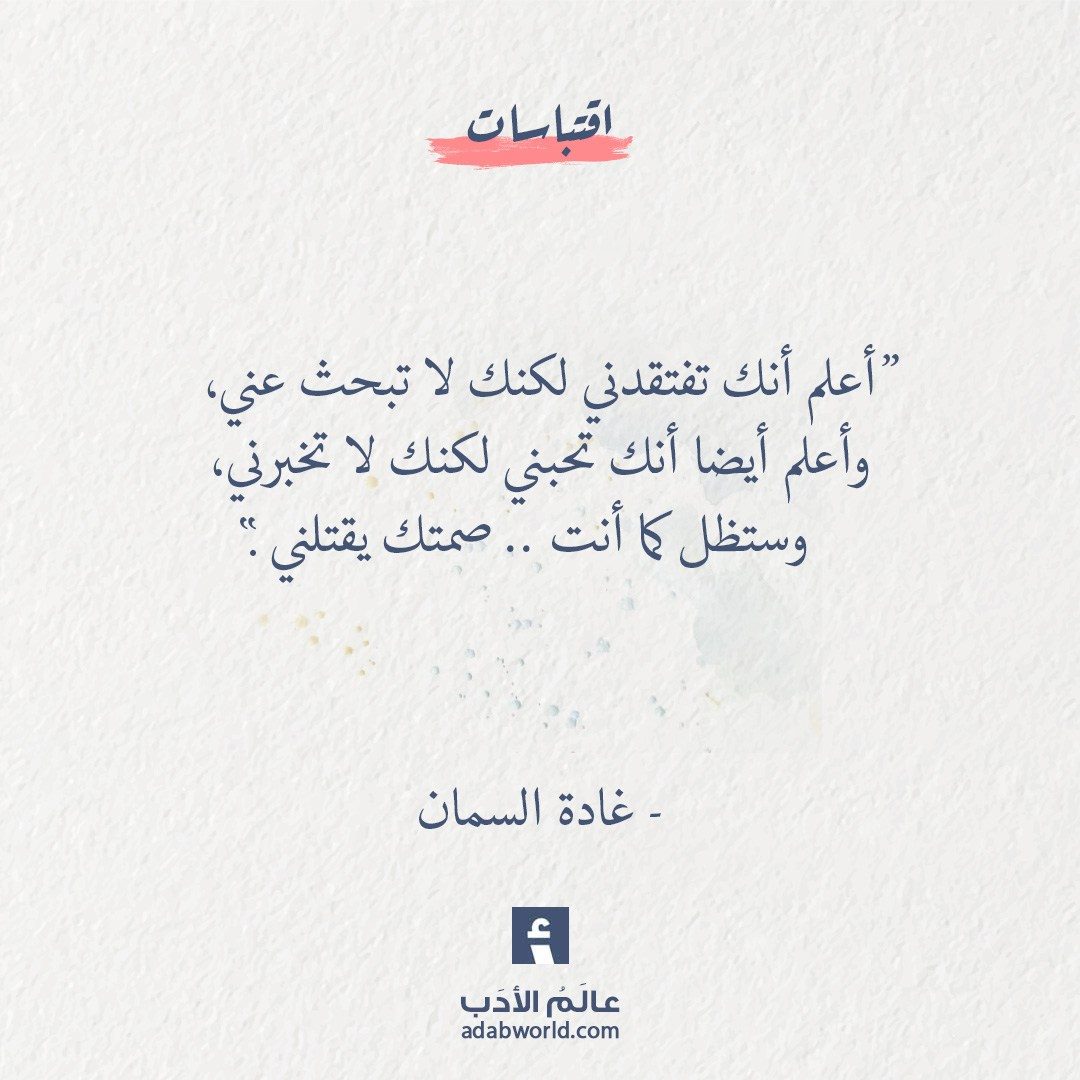 اقتباسات
”أعلم أنك تفتقدني لكنك لا تبحث عني،
وأعلم أيضا أنك تحبني لكنك لا تخبرني،
وستظل كما أنت .. صمتك يقتلني.“
- غادة السمان
أ
عالَمُ الأدَب
adabworld.com